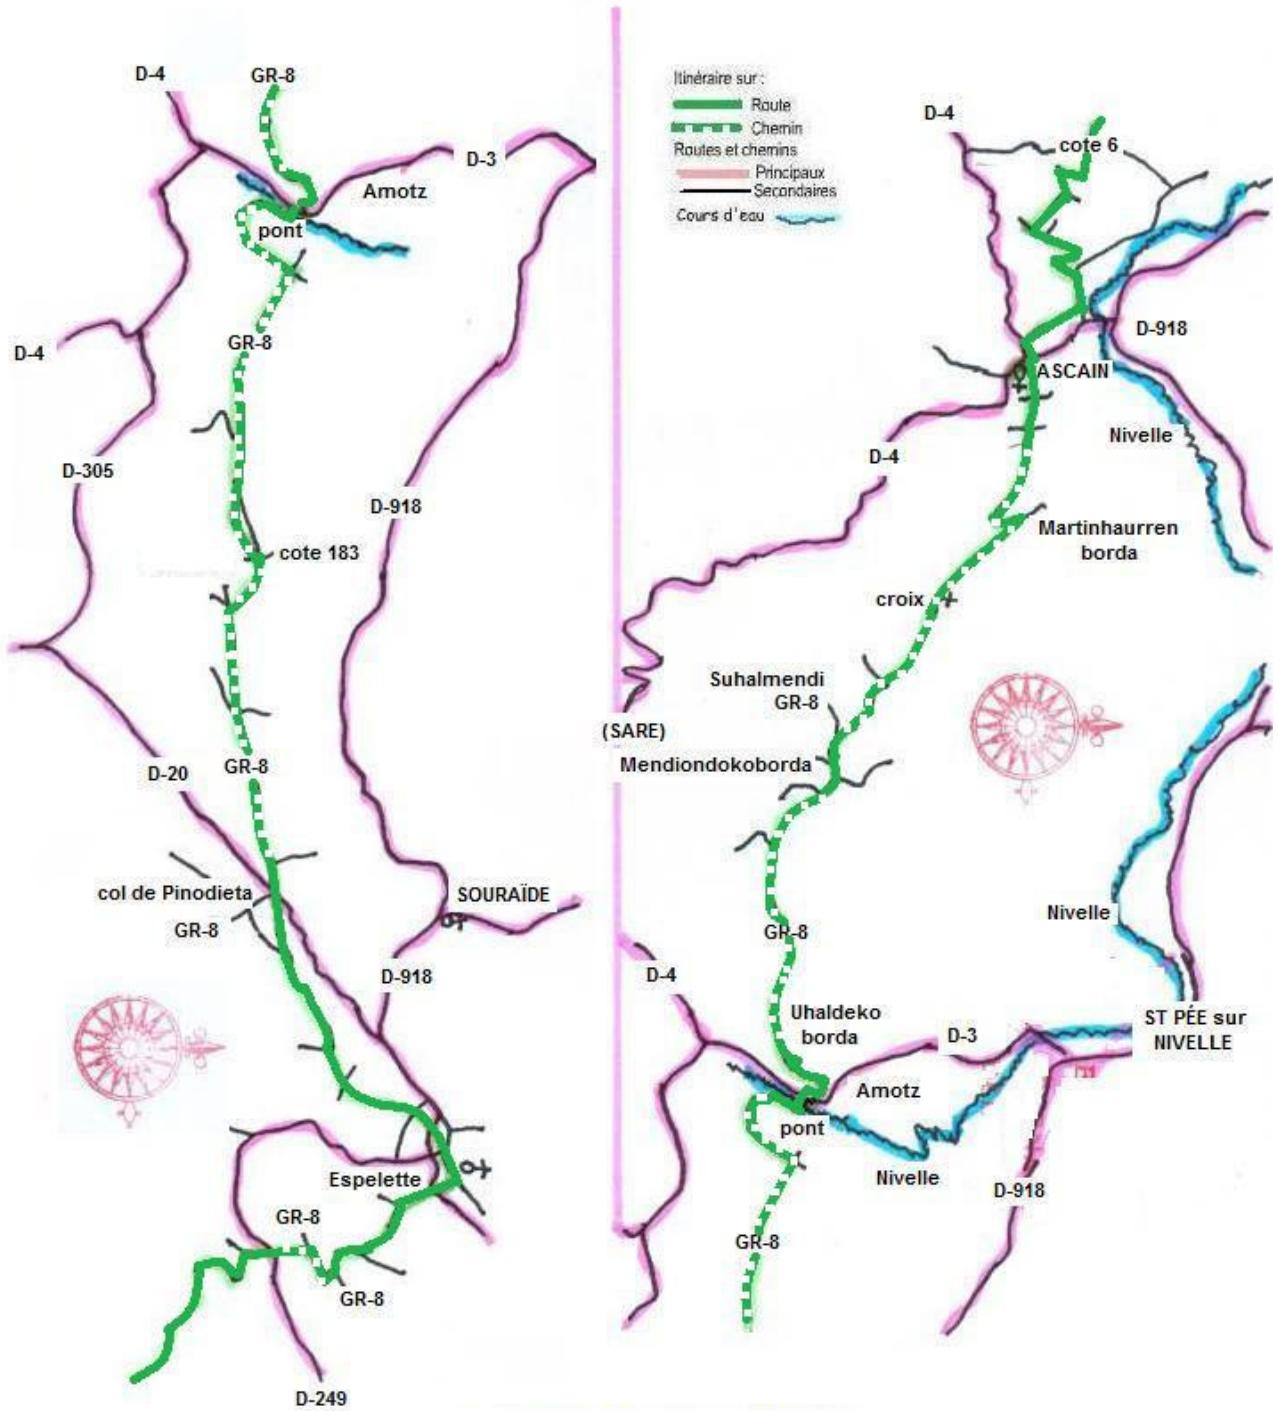 D-4
GR-8
D-3
Amotz
pont
GR-8
D-4
D-305
D-918
cote 183
GR-8
D-20
col de Pinodieta
SOURAÏDE
GR-8
D-918
Espelette
GR-8
GR-8
D-249
Itinéraire sur :
Route
Chemin
Routes et chemins
Principaux
Secondaires
Cours d'eau
D-4
cote 6
D-918
ASCAIN
Nivelle
D-4
Martinhaurren
borda
croix
Suhalmendi
GR-8
(SARE)
Mendiondokoborda
Nivelle
GR-8
D-4
Uhaldeko
borda
D-3
ST PÉE sur
NIVELLE
Amotz
pont
Nivelle
D-918
GR-8